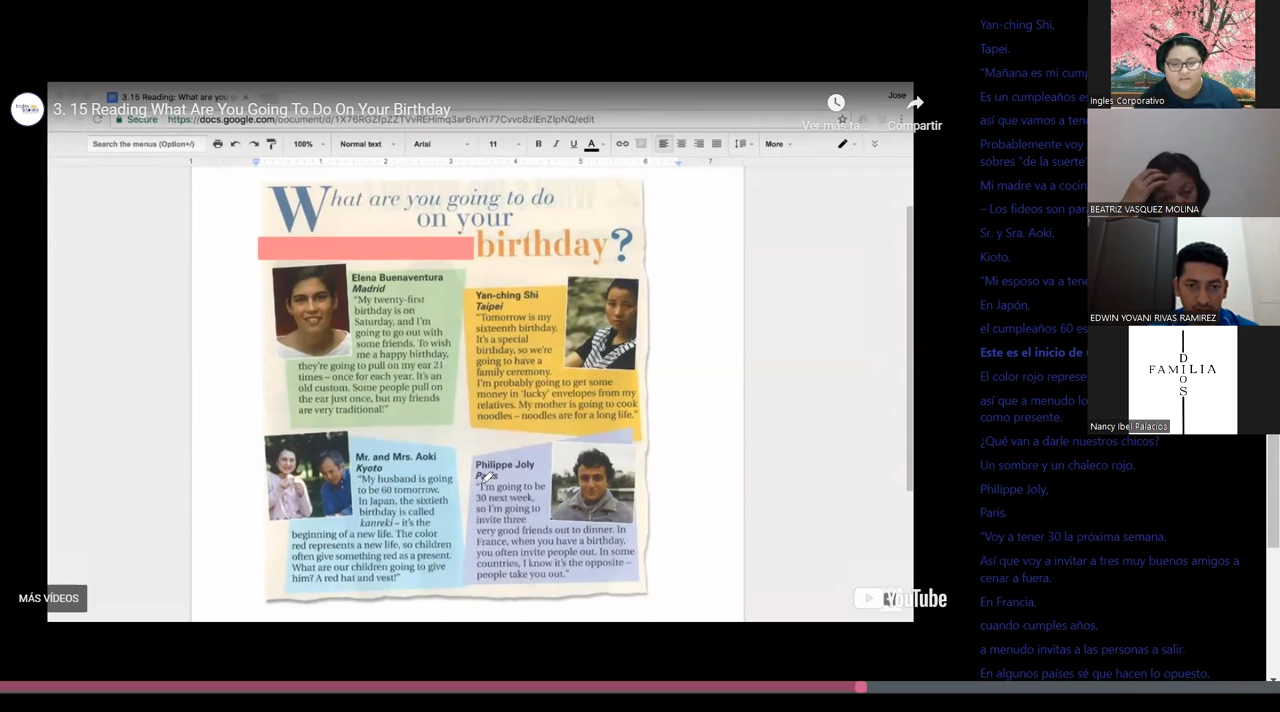 3.15 Reading: What are you g
Jose
3. 15 Reading What Are You Going To Do On Your Birthday
Secure
Ver más ta...
Compartir
Search the menus (Option+/)
100%
Normal text
Arial
11
B I U A
More
1 1 2 3 4 5 6 7
What are you going to do
on your
birthday?
Elena Buenaventura
Madrid
"My twenty-first
birthday is on
Saturday, and I'm
going to go out with
some friends. To wish
me a happy birthday,
they're going to pull on my ear 21
times – once for each year. It's an
old custom. Some people pull on
the ear just once, but my friends
are very traditional!"
Yan-ching Shi
Taipei
"Tomorrow is my
sixteenth birthday.
It's a special
birthday, so we're
going to have a
family ceremony.
I'm probably going to get some
money in 'lucky' envelopes from my
relatives. My mother is going to cook
noodles – noodles are for a long life."
Mr. and Mrs. Aoki
Kyoto
"My husband is going
to be 60 tomorrow.
In Japan, the sixtieth
birthday is called
kanreki – it's the
beginning of a new life. The color
red represents a new life, so children
often give something red as a present.
What are our children going to give
him? A red hat and vest!"
Philippe Joly
"I'm going to be
30 next week,
so I'm going to
invite three
very good friends out to dinner. In
France, when you have a birthday,
you often invite people out. In some
countries, I know it's the opposite –
people take you out."
MÁS VÍDEOS
YouTube
Yan-ching Shi,
Tapei.
"Mañana es mi cump
Es un cumpleaños es
así que vamos a tene
Probablemente voy
sobres "de la suerte"
Mi madre va a cocin
– Los fideos son par
Sr, y Sra. Aoki,
Kioto.
"Mi esposo va a tene
En Japón,
el cumpleaños 60 es
Este es el inicio de
El color rojo represe
así que a menudo lo
como presente.
¿Qué van a darle nuestros chicos?
Un sombre y un chaleco rojo.
Philippe Joly,
Paris.
"Voy a tener 30 la próxima semana.
Así que voy a invitar a tres muy buenos amigos a
cenar a fuera.
En Francia,
cuando cumples años,
a menudo invitas a las personas a salir.
En algunos países sé que hacen lo opuesto,
Ingles Corporativo
BEATRIZ VASQUEZ MOLINA
EDWIN YOVANI RIVAS RAMIREZ
D
FAMILIA
O
S
Nancy Ibel Palacios